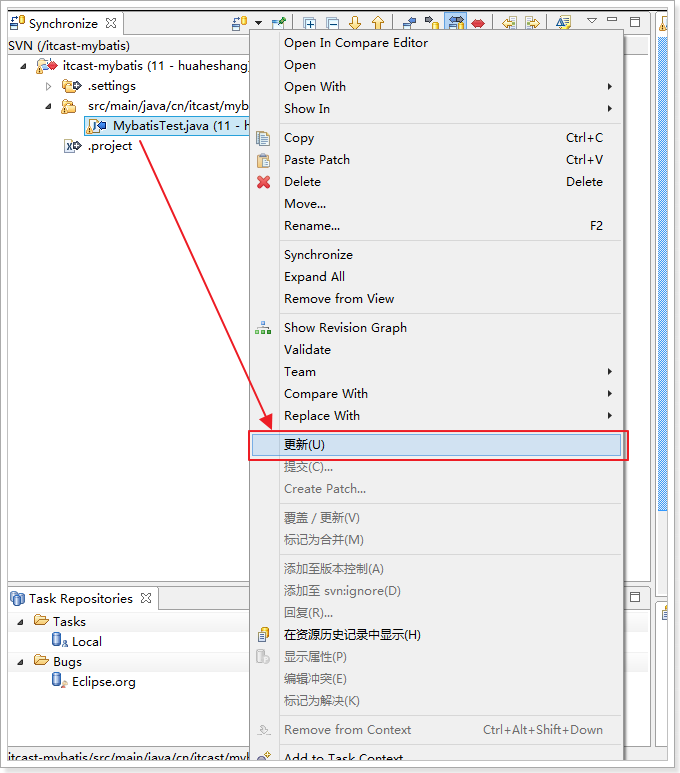 Synchronize
SVN (/itcast-mybatis)
itcast-mybatis (11 - huaheshang)
.settings
src/main/java/cn/itcast/myb
MybatisTest.java (11 - h
.project
Open In Compare Editor
Open
Open With
Show In
Copy Ctrl+C
Paste Patch Ctrl+V
Delete Delete
Move...
Rename... F2
Synchronize
Expand All
Remove from View
Show Revision Graph
Validate
Team
Compare With
Replace With
更新(U)
提交(C)...
Create Patch...
覆盖 / 更新(V)
标记为合并(M)
添加至版本控制(A)
添加至 svn:ignore(D)
回复(R)...
在资源历史记录中显示(H)
显示属性(P)
编辑冲突(E)
标记为解决(K)
Remove from Context Ctrl+Alt+Shift+Down
Add to Task Context
Task Repositories
Tasks
Local
Bugs
Eclipse.org
itcast-mybatis/src/main/java/cn/itcast/myb